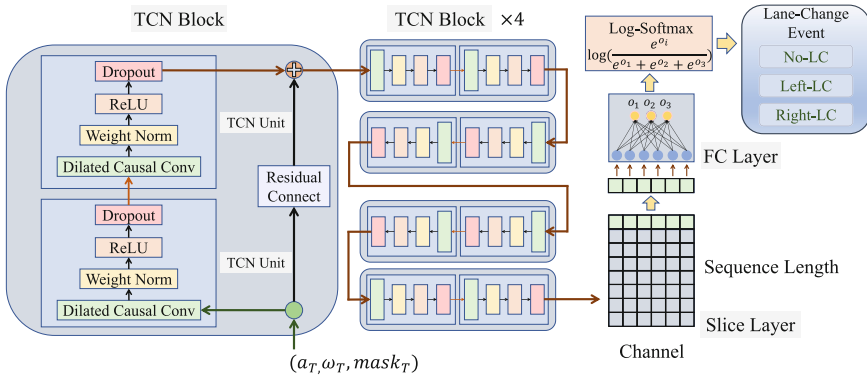 TCN Block
Dropout
ReLU
Weight Norm
Dilated Causal Conv
TCN Unit
Residual
Connect
Dropout
ReLU
Weight Norm
Dilated Causal Conv
TCN Unit
(a_T, ω_T, mask_T)
TCN Block ×4
Log-Softmax
log(e^{o_i} / (e^{o_1} + e^{o_2} + e^{o_3}))
Lane-Change
Event
No-LC
Left-LC
Right-LC
o_1 o_2 o_3
FC Layer
Sequence Length
Slice Layer
Channel